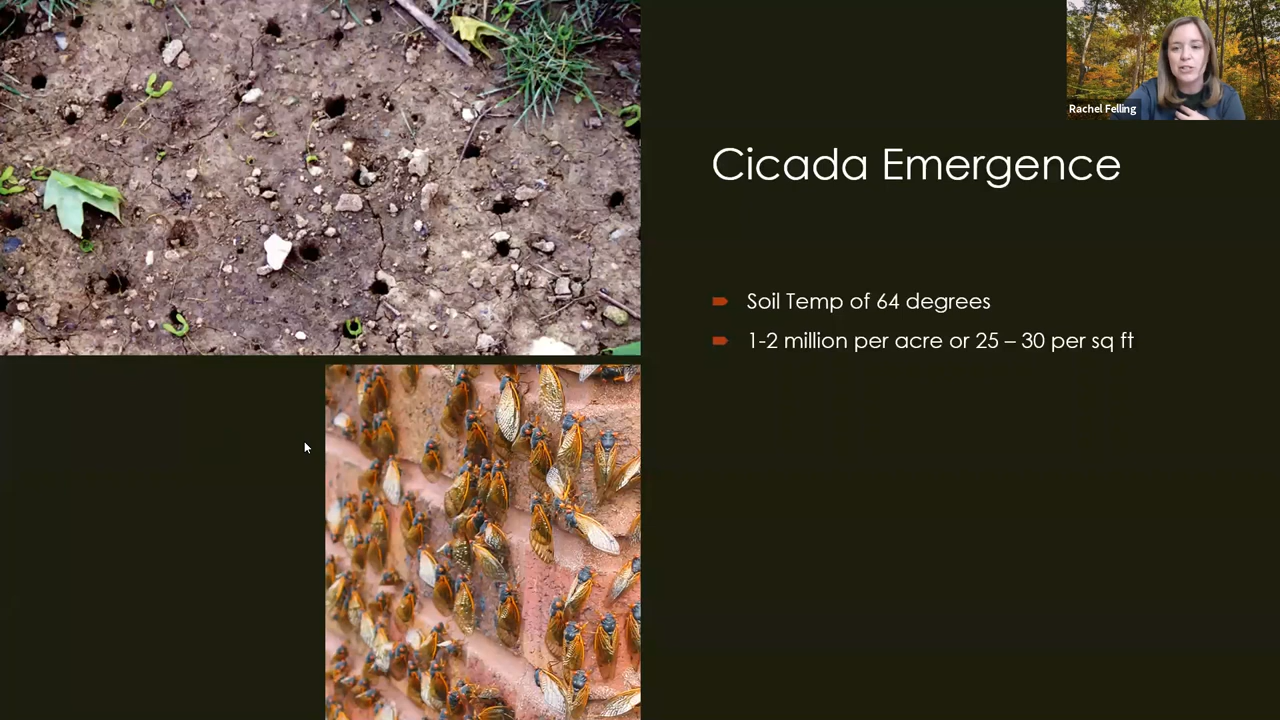 Rachel Felling
Cicada Emergence
Soil Temp of 64 degrees
1-2 million per acre or 25 – 30 per sq ft